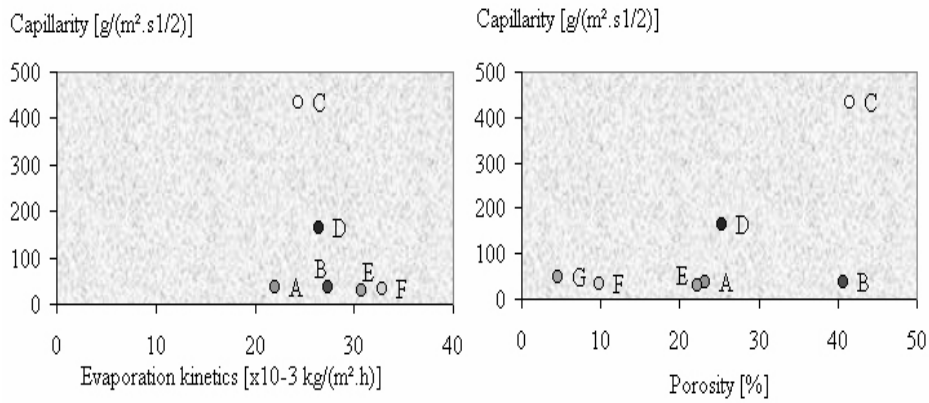 Capillarity [g/(m².s1/2)]
500
400
300
200
100
0
C
D
B
E
A
F
0 10 20 30 40
Evaporation kinetics [x10-3 kg/(m².h)]
Capillarity [g/(m².s1/2)]
500
400
300
200
100
0
C
D
G
F
E
A
B
0 10 20 30 40 50
Porosity [%]